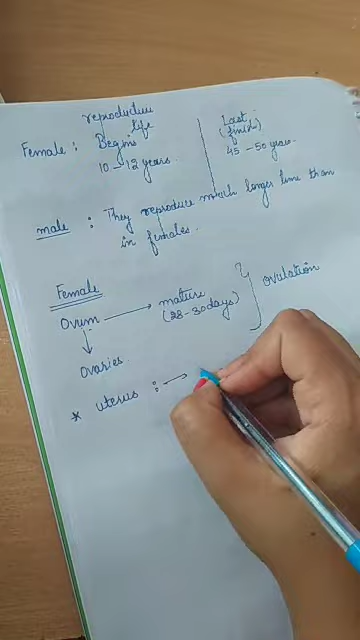 reproductive life
Female : Begins
10 - 12 years.
Last (finish)
45 - 50 years.
male : They reproduce much longer time than
in females.
Female
Ovum → mature
(28 - 30 days)
} ovulation
↓
Ovaries.
* uterus : →